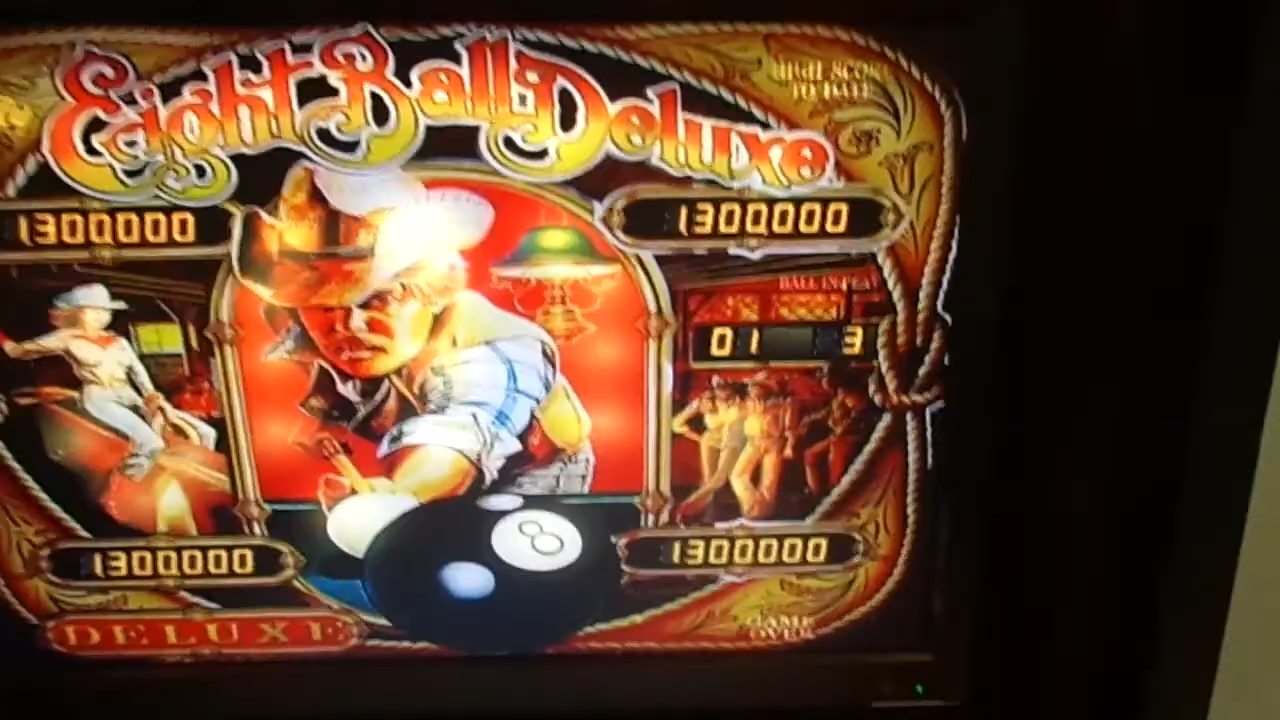 Eight Ball Deluxe
HIGH SCORE
TO DATE
1300000
1300000
BALL IN PLAY
01 3
8
1300000
1300000
DELUXE
GAME
OVER